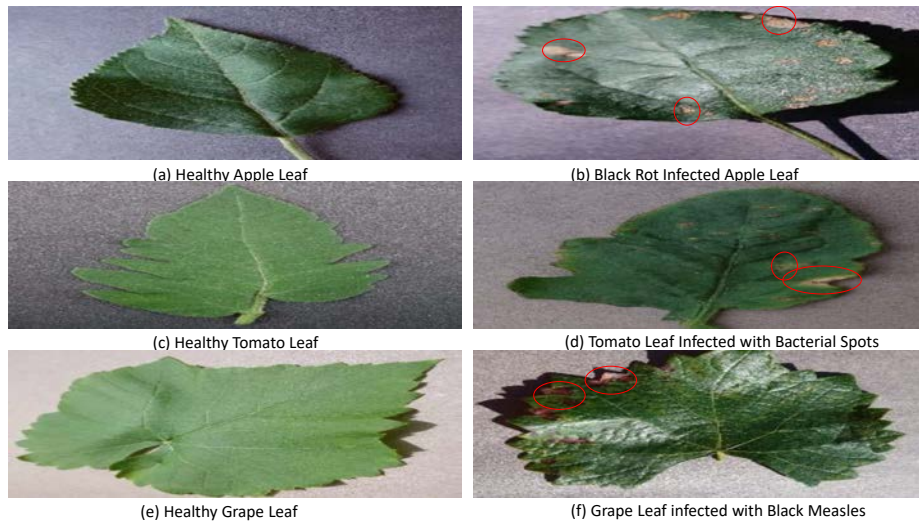 (a) Healthy Apple Leaf
(b) Black Rot Infected Apple Leaf
(c) Healthy Tomato Leaf
(d) Tomato Leaf Infected with Bacterial Spots
(e) Healthy Grape Leaf
(f) Grape Leaf infected with Black Measles